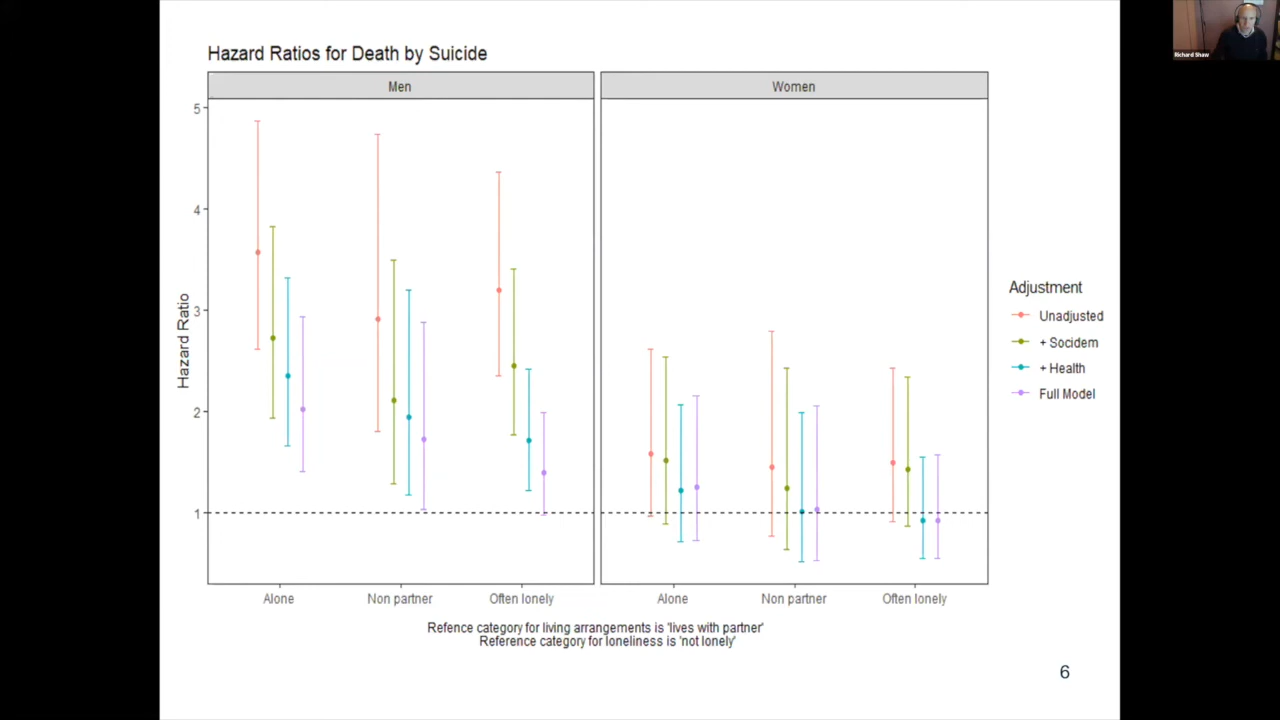 Hazard Ratios for Death by Suicide
Men
Women
5
4
3
2
1
Hazard Ratio
Alone
Non partner
Often lonely
Alone
Non partner
Often lonely
Refence category for living arrangements is 'lives with partner'
Reference category for loneliness is 'not lonely'
Adjustment
Unadjusted
+ Socidem
+ Health
Full Model
6
Richard Shaw